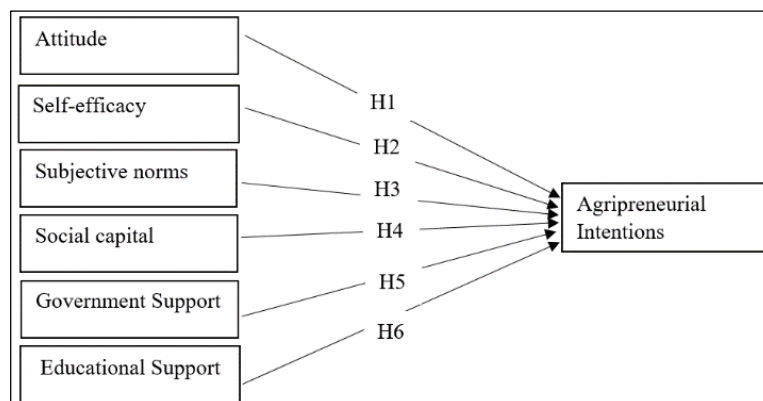 Attitude
Self-efficacy
Subjective norms
Social capital
Government Support
Educational Support
H1
H2
H3
H4
H5
H6
Agripreneurial
Intentions